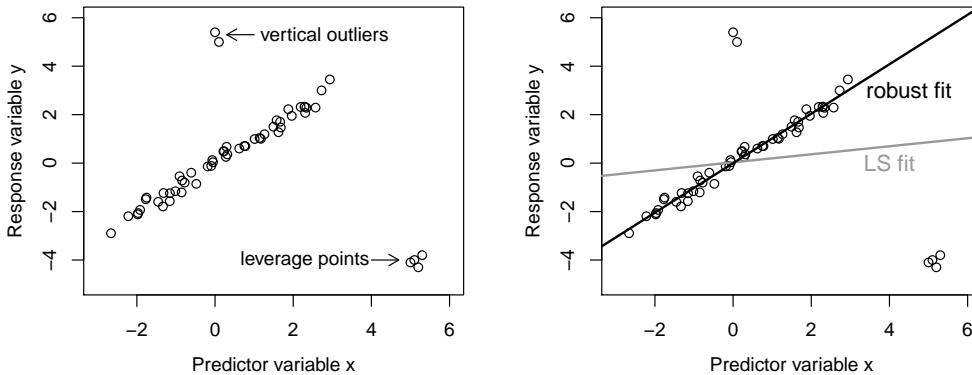 vertical outliers
leverage points
Response variable y
6
4
2
0
−2
−4
−2
0
2
4
6
Predictor variable x
robust fit
LS fit
Response variable y
6
4
2
0
−2
−4
−2
0
2
4
6
Predictor variable x